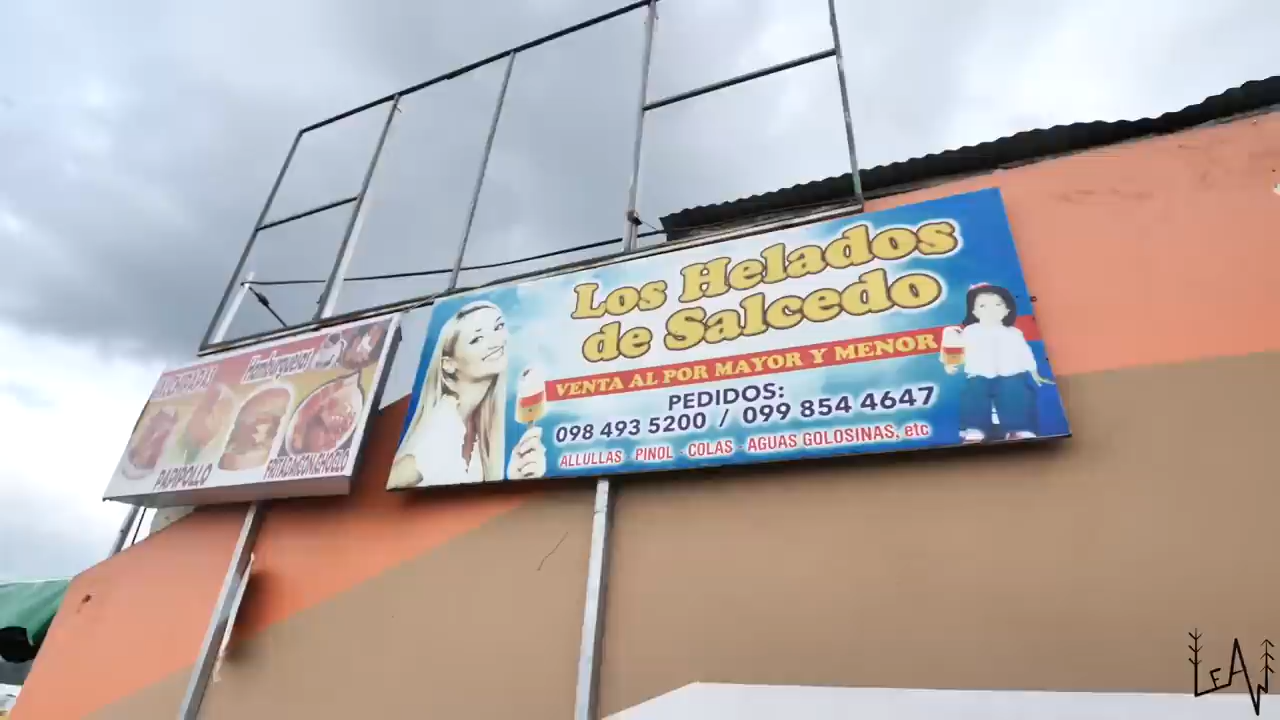 Los Helados
de Salcedo
VENTA AL POR MAYOR Y MENOR
PEDIDOS:
098 493 5200 / 099 854 4647
ALLULLAS - PINOL - COLAS - AGUAS GOLOSINAS, etc
Hamburguesas
PAPIPOLLO
LEAN